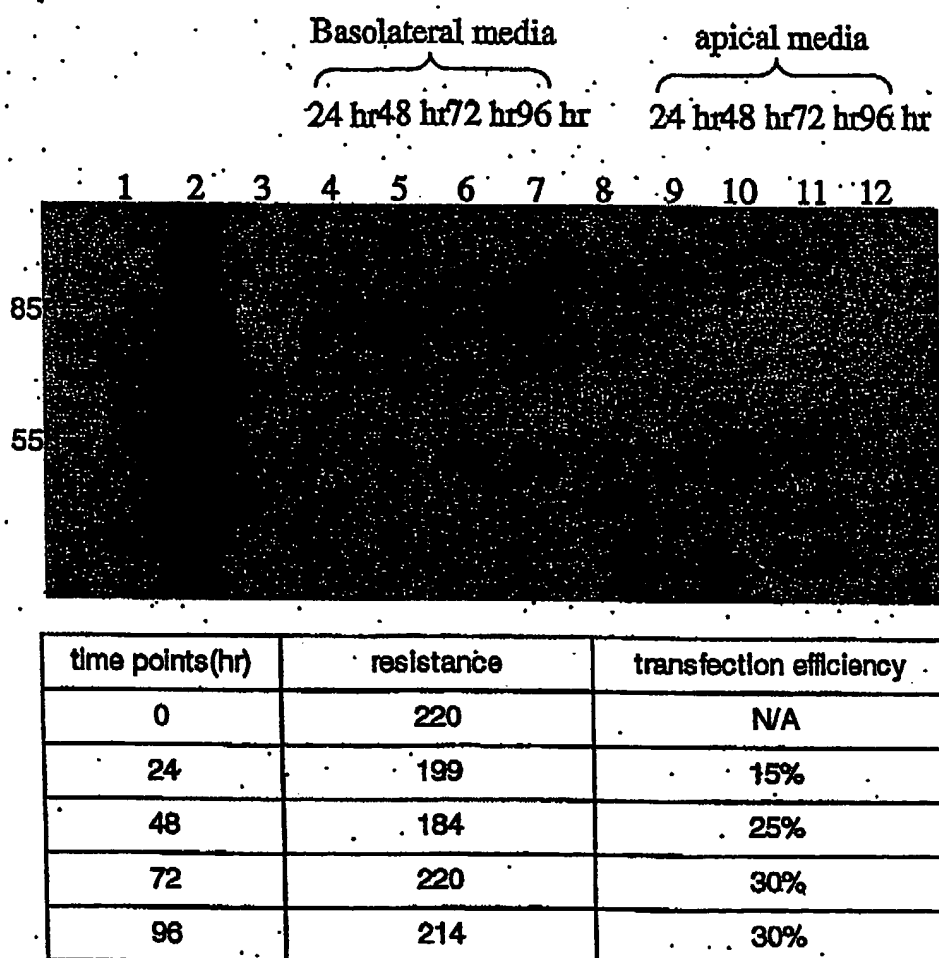 Basolateral media apical media
24 hr48 hr72 hr96 hr 24 hr48 hr72 hr96 hr
1 2 3 4 5 6 7 8 9 10 11 12
85
55
time points(hr) resistance transfection efficiency
0 220 N/A
24 199 15%
48 184 25%
72 220 30%
96 214 30%